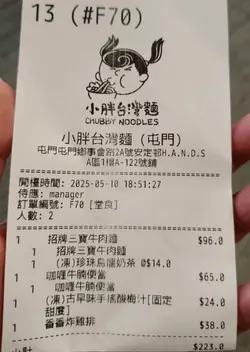 13 (#F70)
小胖台灣麵
CHUBBY NOODLES
小胖台灣麵 (屯門)
屯門屯門鄉事會路2A號安定邨H.A.N.D.S
A區1樓A-122號鋪
開檯時間: 2025-05-10 18:51:27
侍應: manager
訂單編號: F70 [堂食]
人數: 2
1 招牌三寶牛肉麵 $96.0
1 招牌三寶牛肉麵
1 (凍)珍珠烏龍奶茶 @$14.0
1 咖喱牛腩便當 $65.0
1 咖喱牛腩便當
1 (凍)古早味手搖酸梅汁[固定 $24.0
甜度]
1 香香炸雞排 $38.0
小計 $223.0